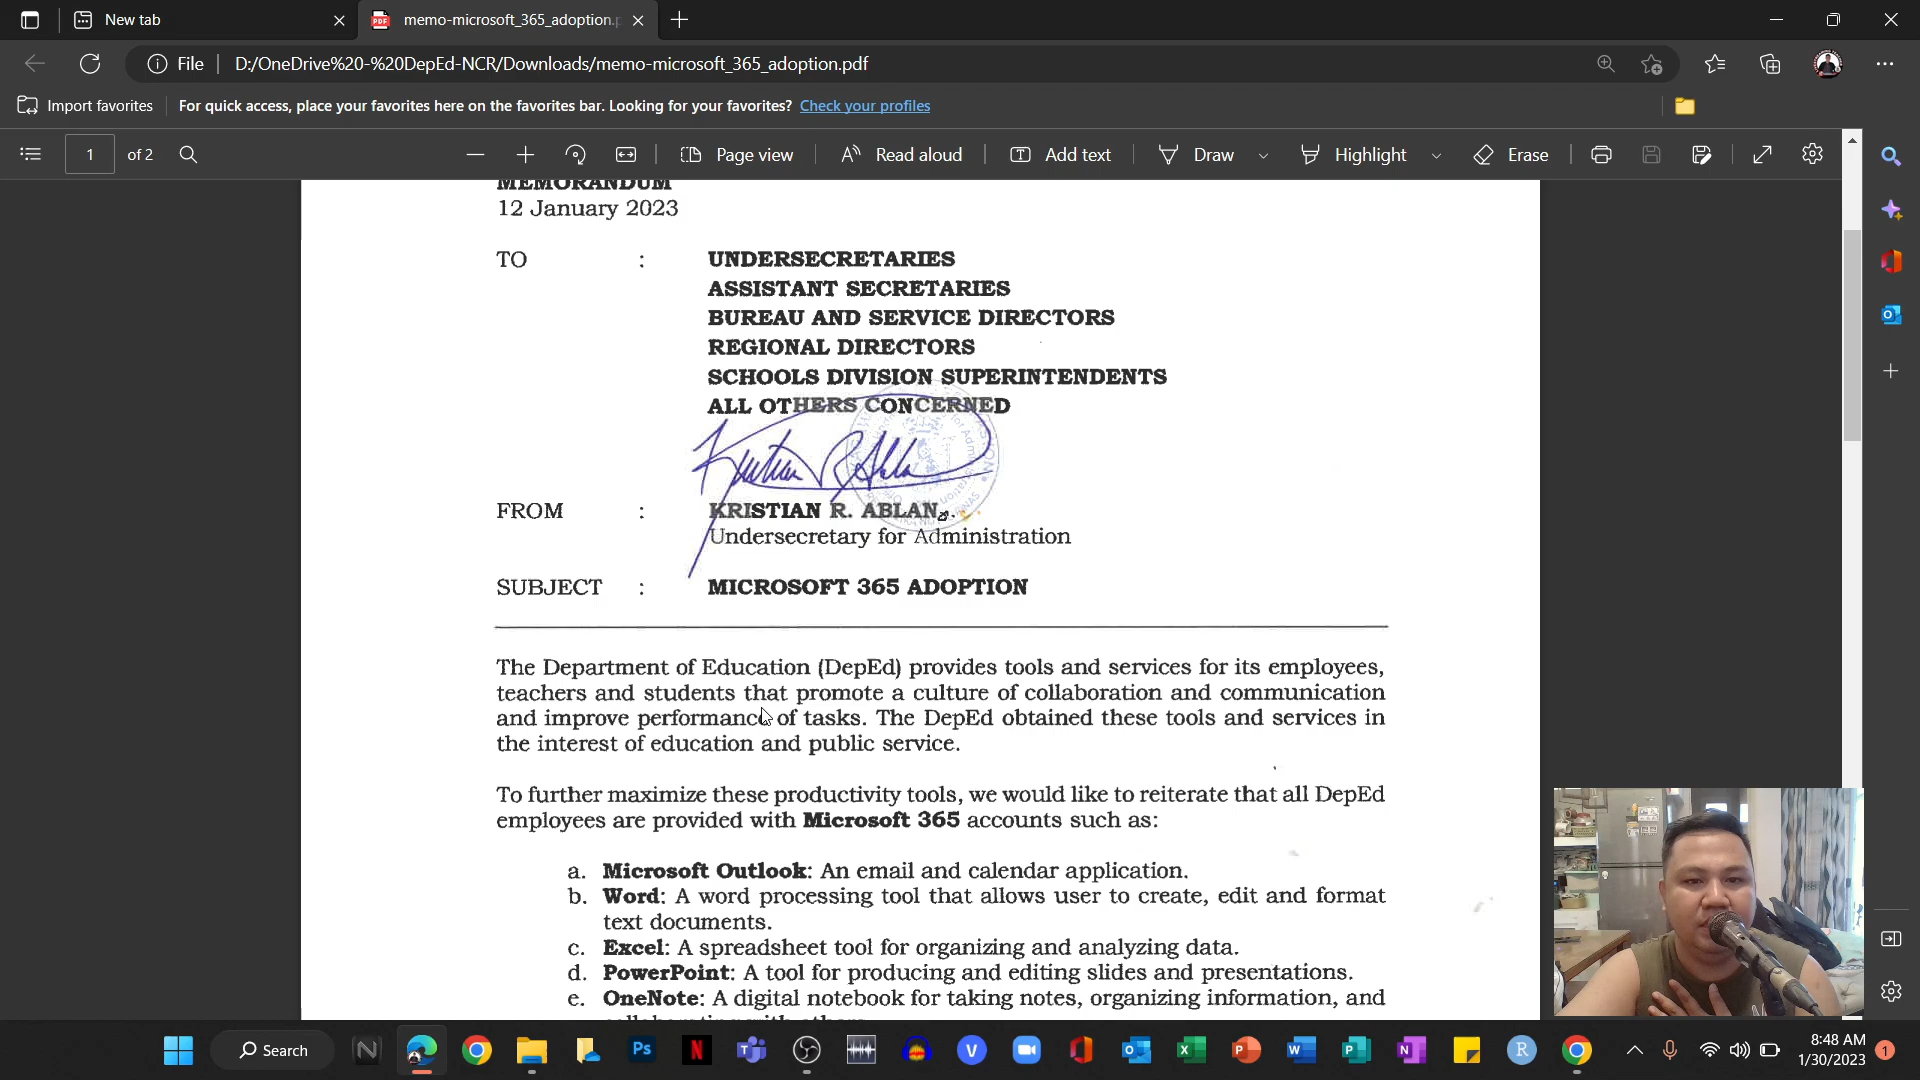 New tab
memo-microsoft_365_adoption.p
File
D:/OneDrive%20-%20DepEd-NCR/Downloads/memo-microsoft_365_adoption.pdf
Import favorites
For quick access, place your favorites here on the favorites bar. Looking for your favorites? Check your profiles
1 of 2
Page view
Read aloud
Add text
Draw
Highlight
Erase
MEMORANDUM
12 January 2023
TO : UNDERSECRETARIES
ASSISTANT SECRETARIES
BUREAU AND SERVICE DIRECTORS
REGIONAL DIRECTORS
SCHOOLS DIVISION SUPERINTENDENTS
ALL OTHERS CONCERNED
FROM : KRISTIAN R. ABLAN
Undersecretary for Administration
SUBJECT : MICROSOFT 365 ADOPTION
The Department of Education (DepEd) provides tools and services for its employees,
teachers and students that promote a culture of collaboration and communication
and improve performance of tasks. The DepEd obtained these tools and services in
the interest of education and public service.
To further maximize these productivity tools, we would like to reiterate that all DepEd
employees are provided with Microsoft 365 accounts such as:
a. Microsoft Outlook: An email and calendar application.
b. Word: A word processing tool that allows user to create, edit and format
text documents.
c. Excel: A spreadsheet tool for organizing and analyzing data.
d. PowerPoint: A tool for producing and editing slides and presentations.
e. OneNote: A digital notebook for taking notes, organizing information, and
Search
8:48 AM
1/30/2023
1